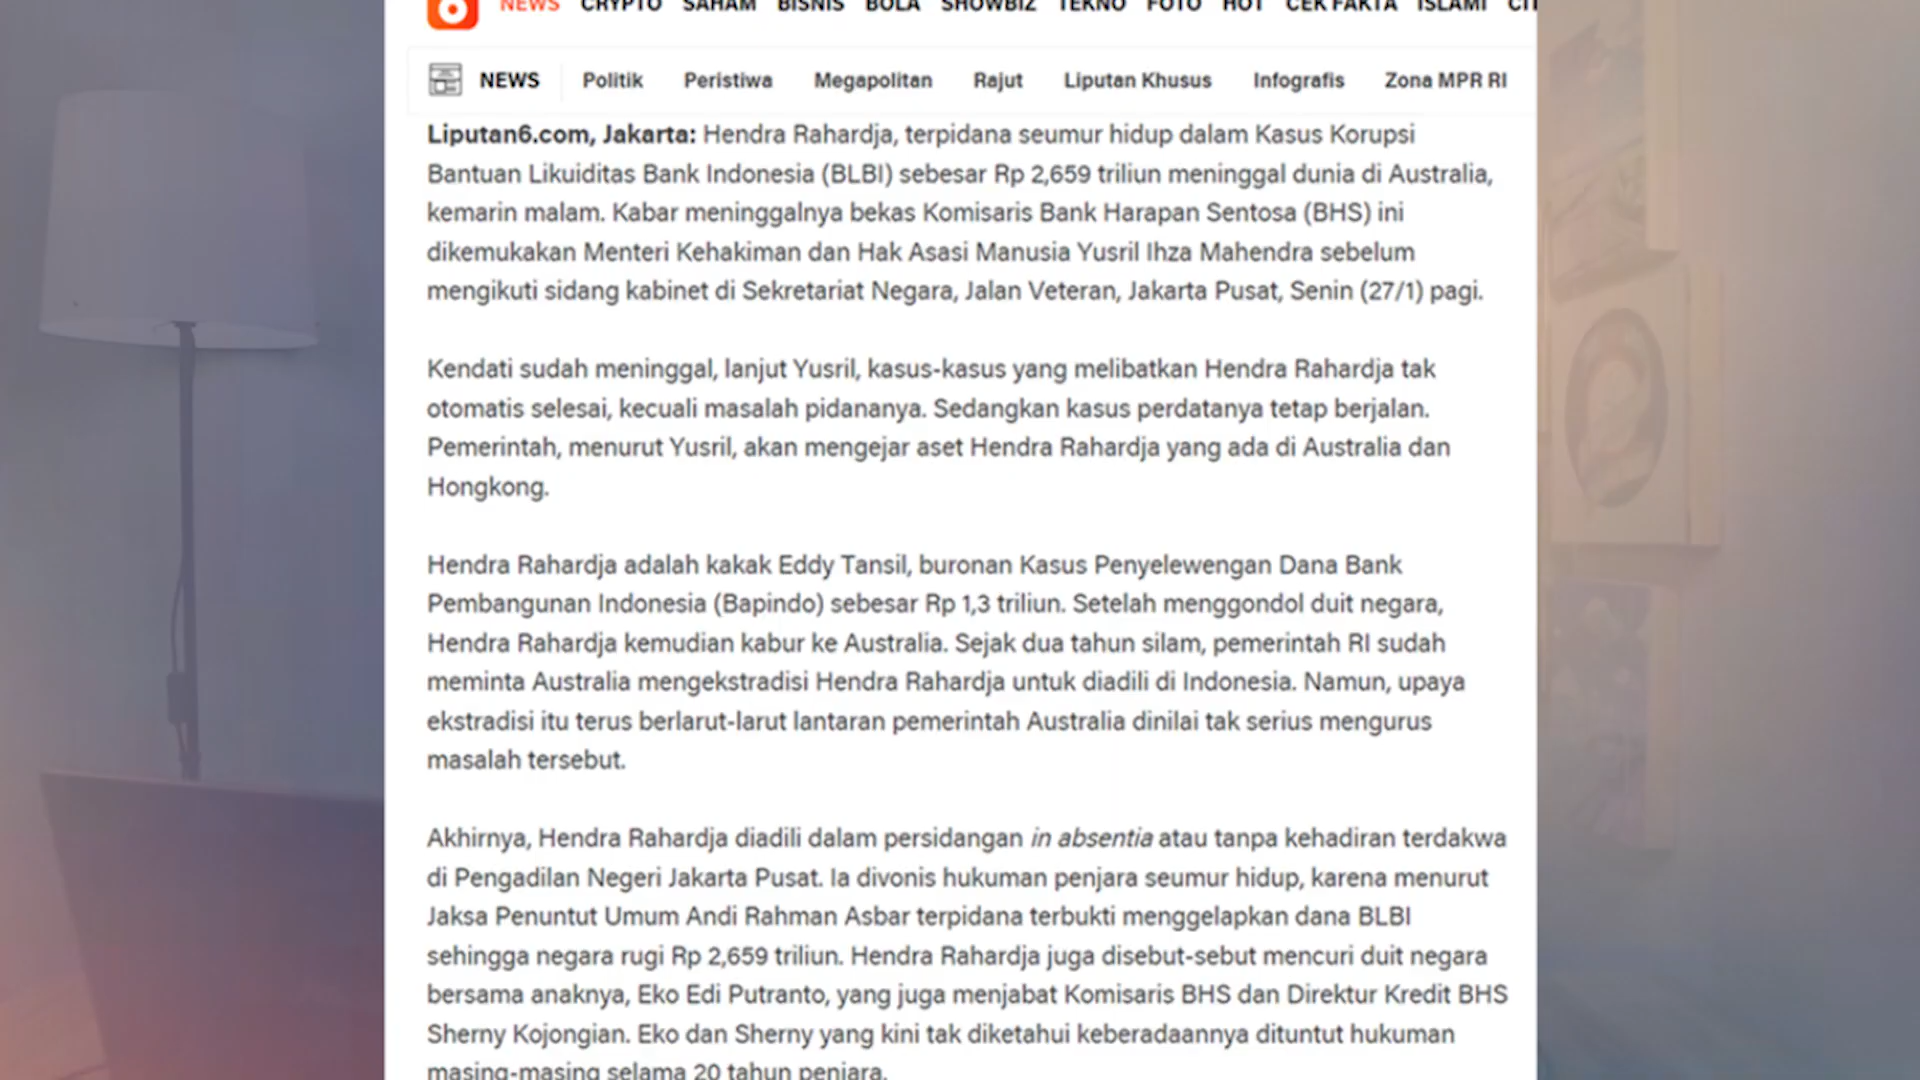 NEWS CRYPTO SAHAM BISNIS BOLA SHOWBIZ TEKNO FOTO HOT CEK FAKTA ISLAMI
NEWS Politik Peristiwa Megapolitan Rajut Liputan Khusus Infografis Zona MPR RI
Liputan6.com, Jakarta: Hendra Rahardja, terpidana seumur hidup dalam Kasus Korupsi
Bantuan Likuiditas Bank Indonesia (BLBI) sebesar Rp 2,659 triliun meninggal dunia di Australia,
kemarin malam. Kabar meninggalnya bekas Komisaris Bank Harapan Sentosa (BHS) ini
dikemukakan Menteri Kehakiman dan Hak Asasi Manusia Yusril Ihza Mahendra sebelum
mengikuti sidang kabinet di Sekretariat Negara, Jalan Veteran, Jakarta Pusat, Senin (27/1) pagi.
Kendati sudah meninggal, lanjut Yusril, kasus-kasus yang melibatkan Hendra Rahardja tak
otomatis selesai, kecuali masalah pidananya. Sedangkan kasus perdatanya tetap berjalan.
Pemerintah, menurut Yusril, akan mengejar aset Hendra Rahardja yang ada di Australia dan
Hongkong.
Hendra Rahardja adalah kakak Eddy Tansil, buronan Kasus Penyelewengan Dana Bank
Pembangunan Indonesia (Bapindo) sebesar Rp 1,3 triliun. Setelah menggondol duit negara,
Hendra Rahardja kemudian kabur ke Australia. Sejak dua tahun silam, pemerintah RI sudah
meminta Australia mengekstradisi Hendra Rahardja untuk diadili di Indonesia. Namun, upaya
ekstradisi itu terus berlarut-larut lantaran pemerintah Australia dinilai tak serius mengurus
masalah tersebut.
Akhirnya, Hendra Rahardja diadili dalam persidangan in absentia atau tanpa kehadiran terdakwa
di Pengadilan Negeri Jakarta Pusat. Ia divonis hukuman penjara seumur hidup, karena menurut
Jaksa Penuntut Umum Andi Rahman Asbar terpidana terbukti menggelapkan dana BLBI
sehingga negara rugi Rp 2,659 triliun. Hendra Rahardja juga disebut-sebut mencuri duit negara
bersama anaknya, Eko Edi Putranto, yang juga menjabat Komisaris BHS dan Direktur Kredit BHS
Sherny Kojongian. Eko dan Sherny yang kini tak diketahui keberadaannya dituntut hukuman
masing-masing selama 20 tahun penjara.